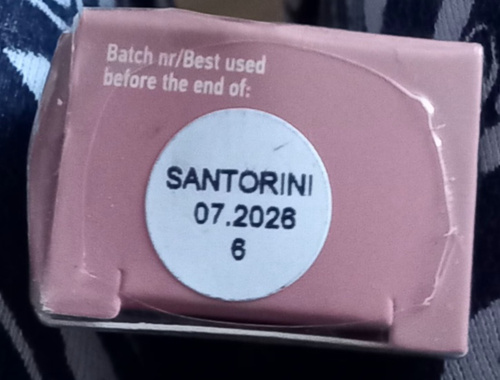 Batch nr/Best used
before the end of:
SANTORINI
07.2026
6